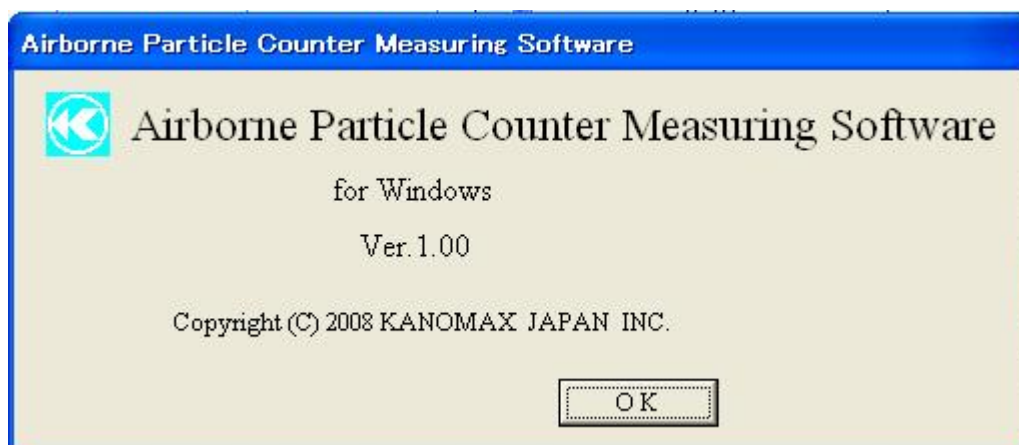 Airborne Particle Counter Measuring Software
Airborne Particle Counter Measuring Software
for Windows
Ver.1.00
Copyright (C) 2008 KANOMAX JAPAN INC.
OK